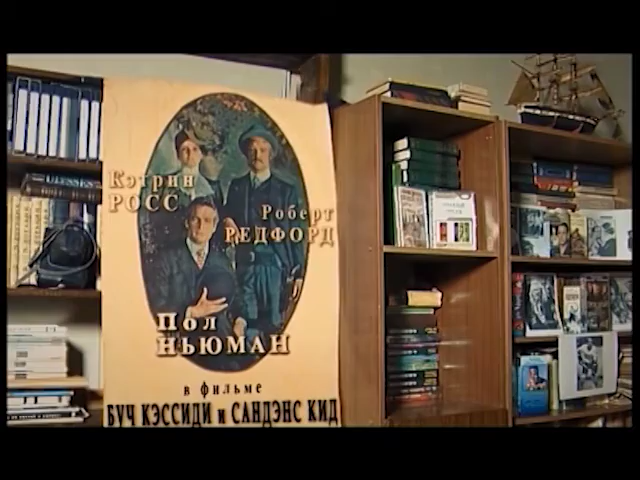 Кэтрин
РОСС
Роберт
РЕДФОРД
Пол
НЬЮМАН
в фильме
БУЧ КЭССИДИ и САНДЭНС КИД